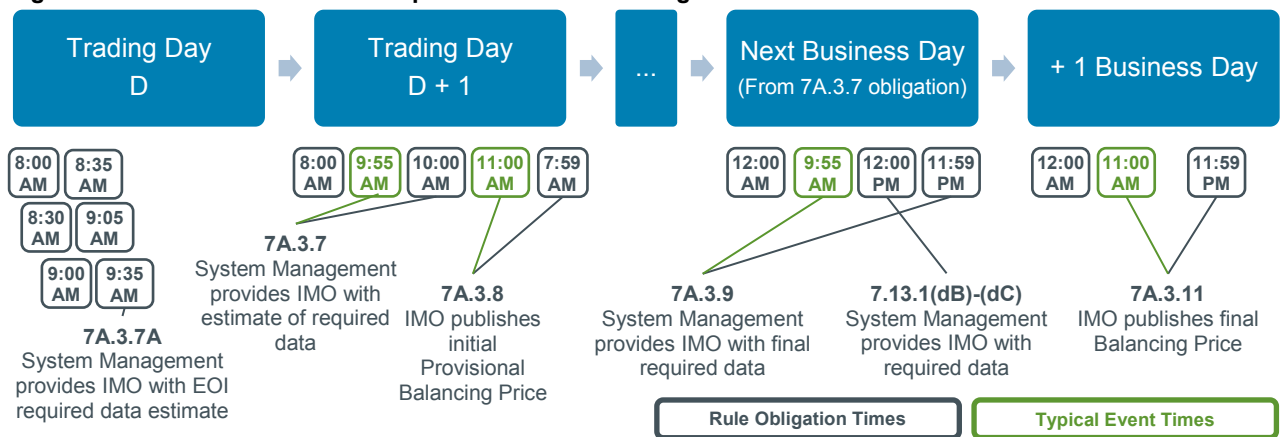 Trading Day
D
Trading Day
D + 1
...
Next Business Day
(From 7A.3.7 obligation)
+ 1 Business Day
8:00
AM
8:35
AM
8:30
AM
9:05
AM
9:00
AM
9:35
AM
7A.3.7A
System Management
provides IMO with EOI
required data estimate
8:00
AM
9:55
AM
10:00
AM
11:00
AM
7:59
AM
7A.3.7
System Management
provides IMO with
estimate of required
data
7A.3.8
IMO publishes
initial
Provisional
Balancing Price
12:00
AM
9:55
AM
12:00
PM
11:59
PM
7A.3.9
System Management
provides IMO with final
required data
7.13.1(dB)-(dC)
System Management
provides IMO with
required data
12:00
AM
11:00
AM
11:59
PM
7A.3.11
IMO publishes final
Balancing Price
Rule Obligation Times
Typical Event Times